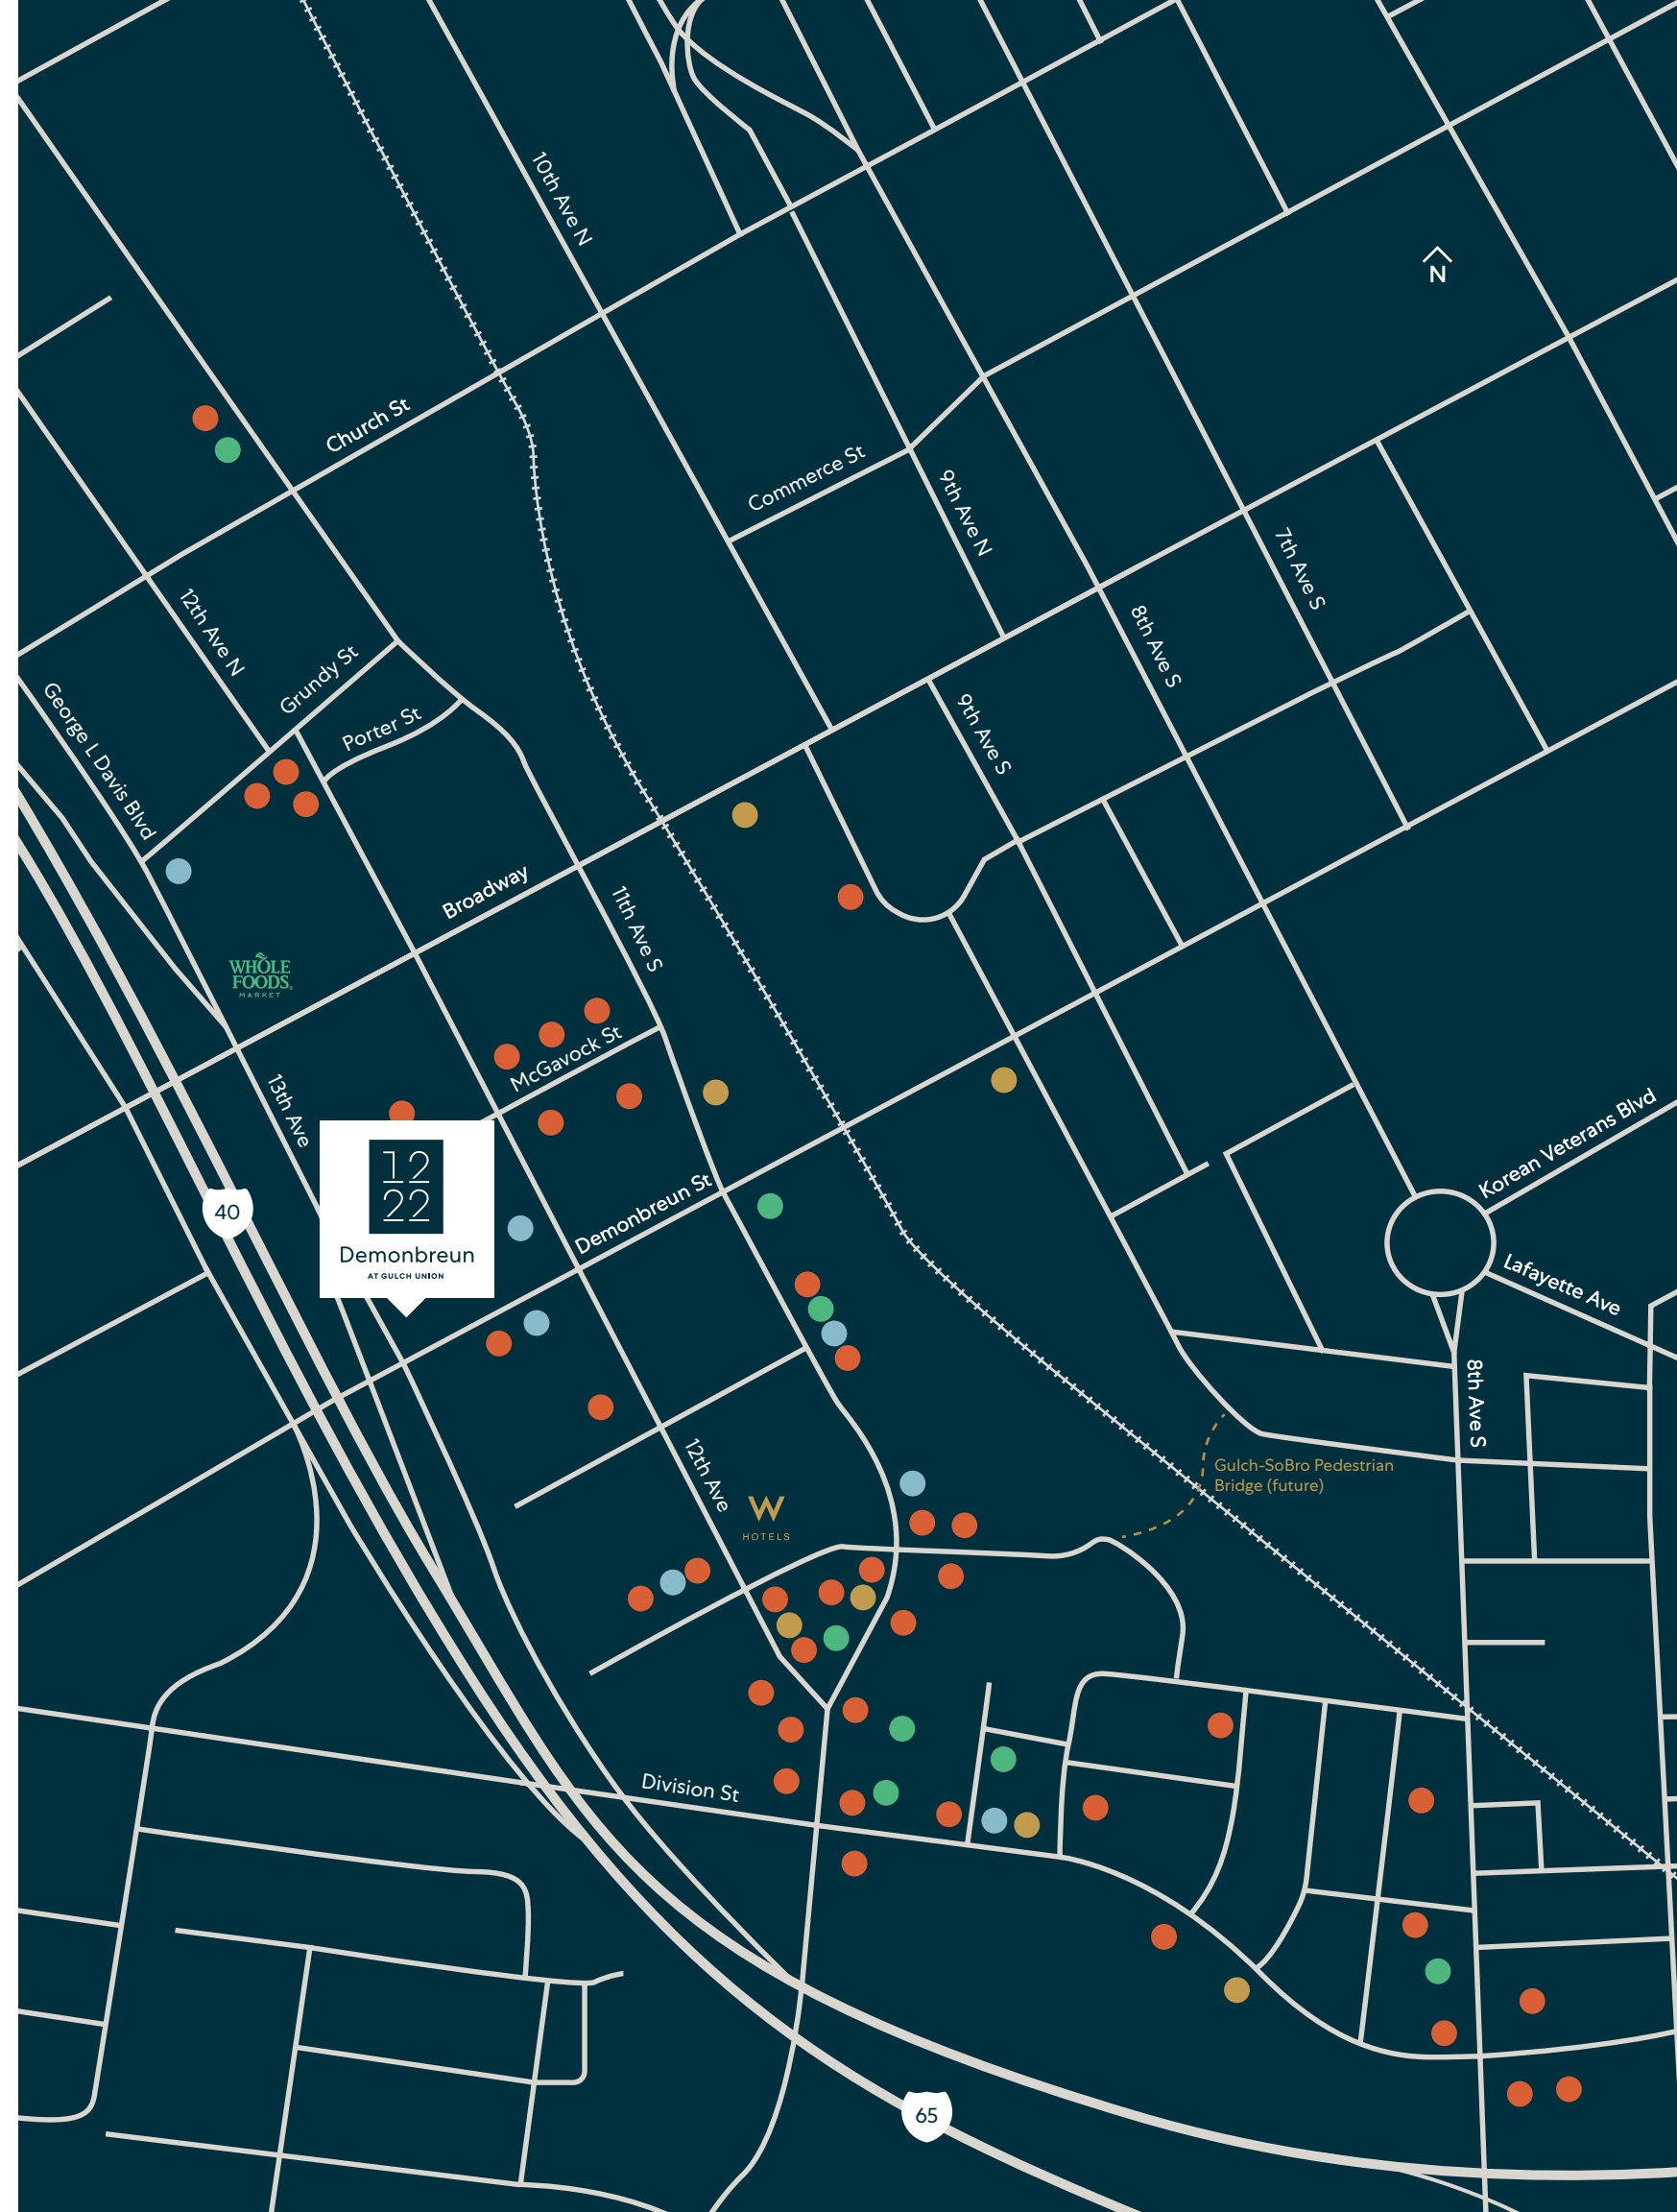 10th Ave N
N
Church St
Commerce St
9th Ave N
7th Ave S
12th Ave N
8th Ave S
Grundy St
George L Davis Blvd
Porter St
9th Ave S
Broadway
11th Ave S
WHOLE
FOODS
MARKET
McGavock St
13th Ave
Korean Veterans Blvd
12
22
Demonbreun
AT GULCH UNION
40
Demonbreun St
Lafayette Ave
8th Ave S
12th Ave
Gulch-SoBro Pedestrian
Bridge (future)
W
HOTELS
Division St
65